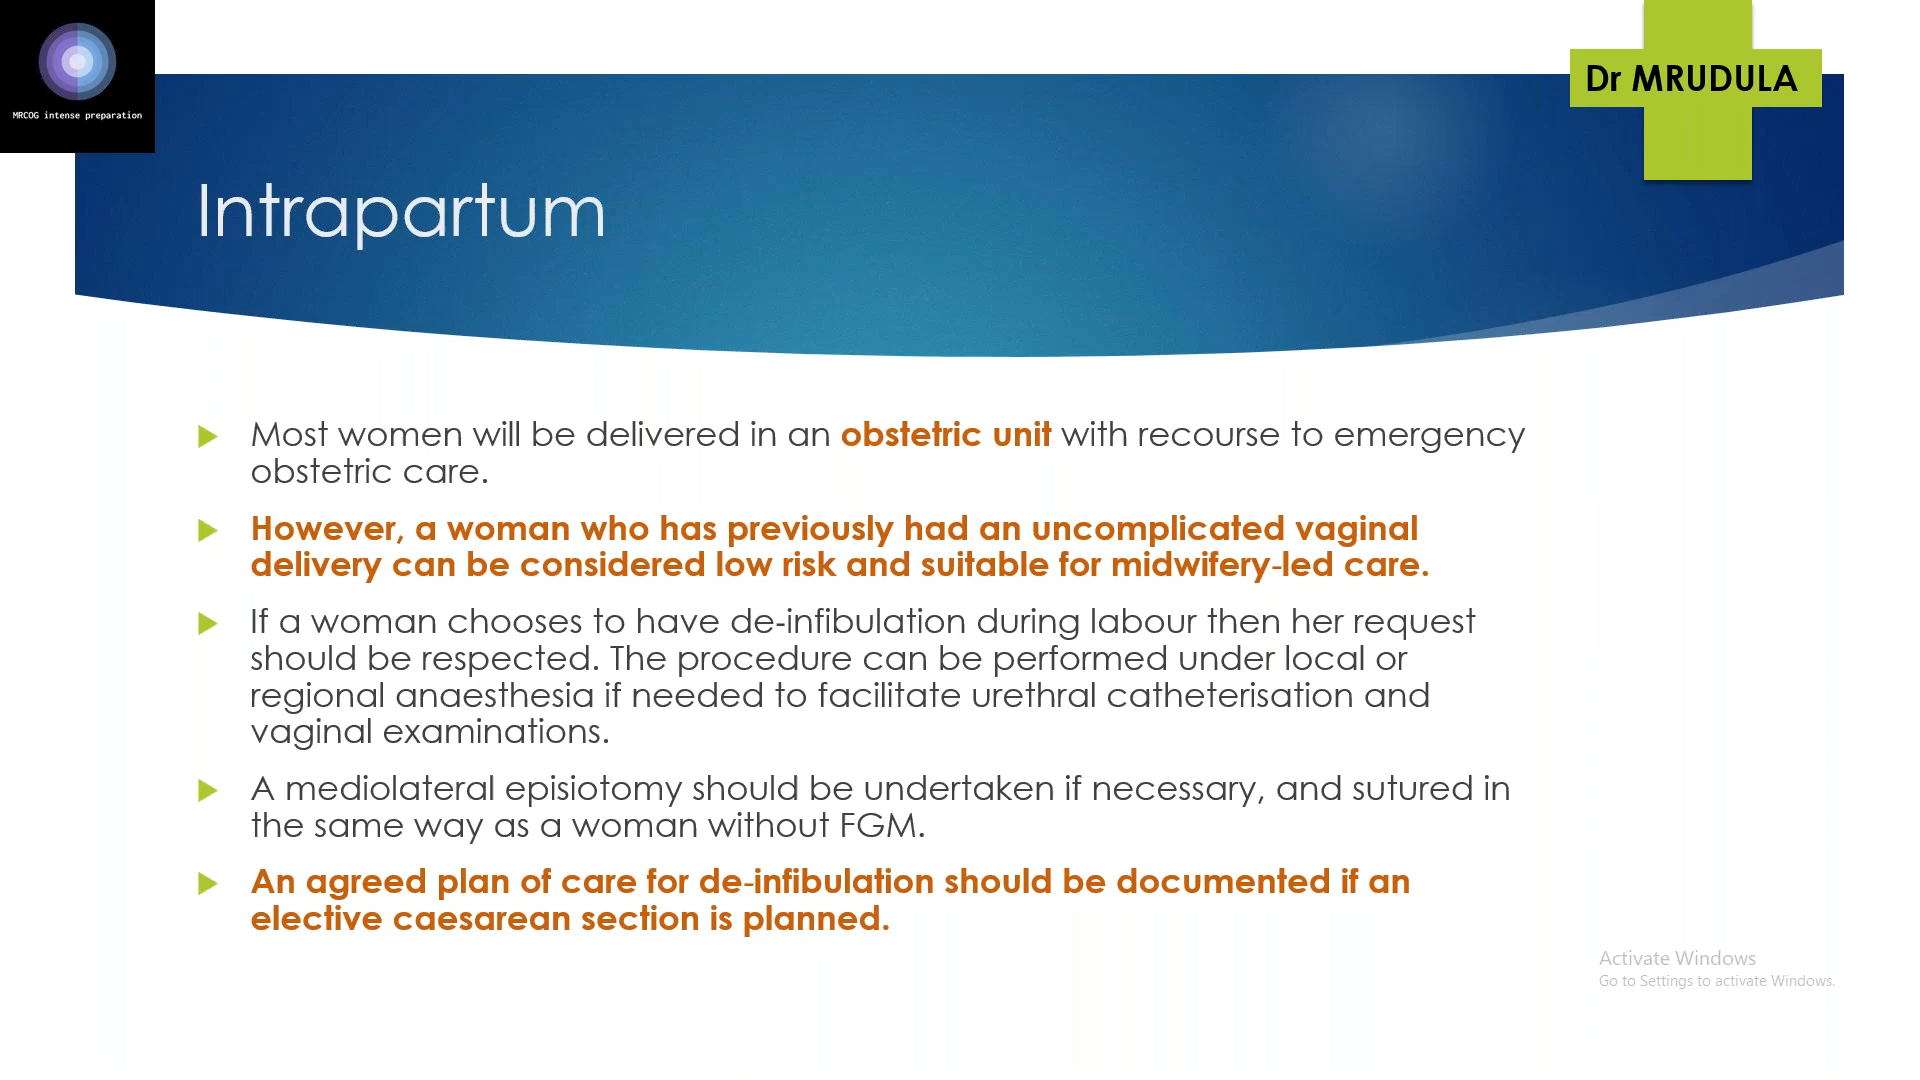 MRCOG intense preparation
Dr MRUDULA
Intrapartum
Most women will be delivered in an obstetric unit with recourse to emergency
obstetric care.
However, a woman who has previously had an uncomplicated vaginal
delivery can be considered low risk and suitable for midwifery-led care.
If a woman chooses to have de-infibulation during labour then her request
should be respected. The procedure can be performed under local or
regional anaesthesia if needed to facilitate urethral catheterisation and
vaginal examinations.
A mediolateral episiotomy should be undertaken if necessary, and sutured in
the same way as a woman without FGM.
An agreed plan of care for de-infibulation should be documented if an
elective caesarean section is planned.
Activate Windows
Go to Settings to activate Windows.